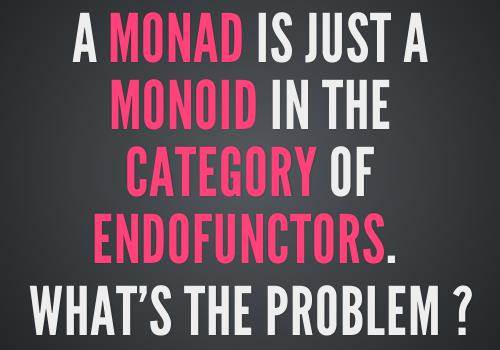 A MONAD IS JUST A
MONOID IN THE
CATEGORY OF
ENDOFUNCTORS.
WHAT'S THE PROBLEM ?